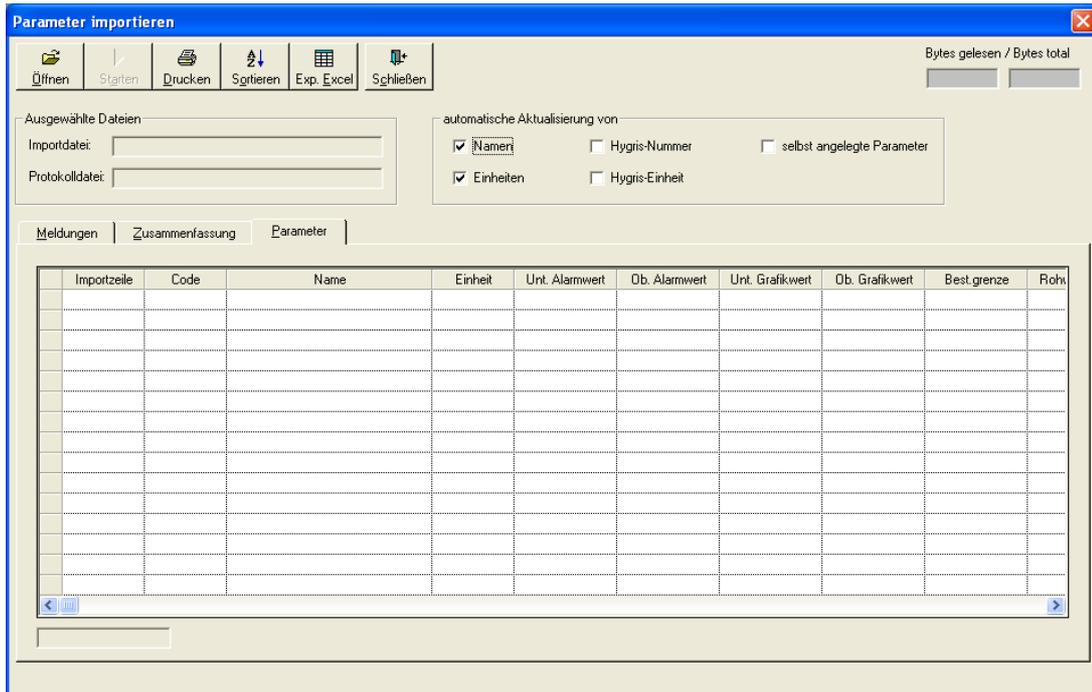 Parameter importieren
Öffnen Starten Drucken Sortieren Exp. Excel Schließen
Bytes gelesen / Bytes total
Ausgewählte Dateien
Importdatei:
Protokolldatei:
automatische Aktualisierung von
Namen Hygris-Nummer selbst angelegte Parameter
Einheiten Hygris-Einheit
Meldungen Zusammenfassung Parameter
Importzeile Code Name Einheit Unt. Alarmwert Ob. Alarmwert Unt. Grafikwert Ob. Grafikwert Best.grenze